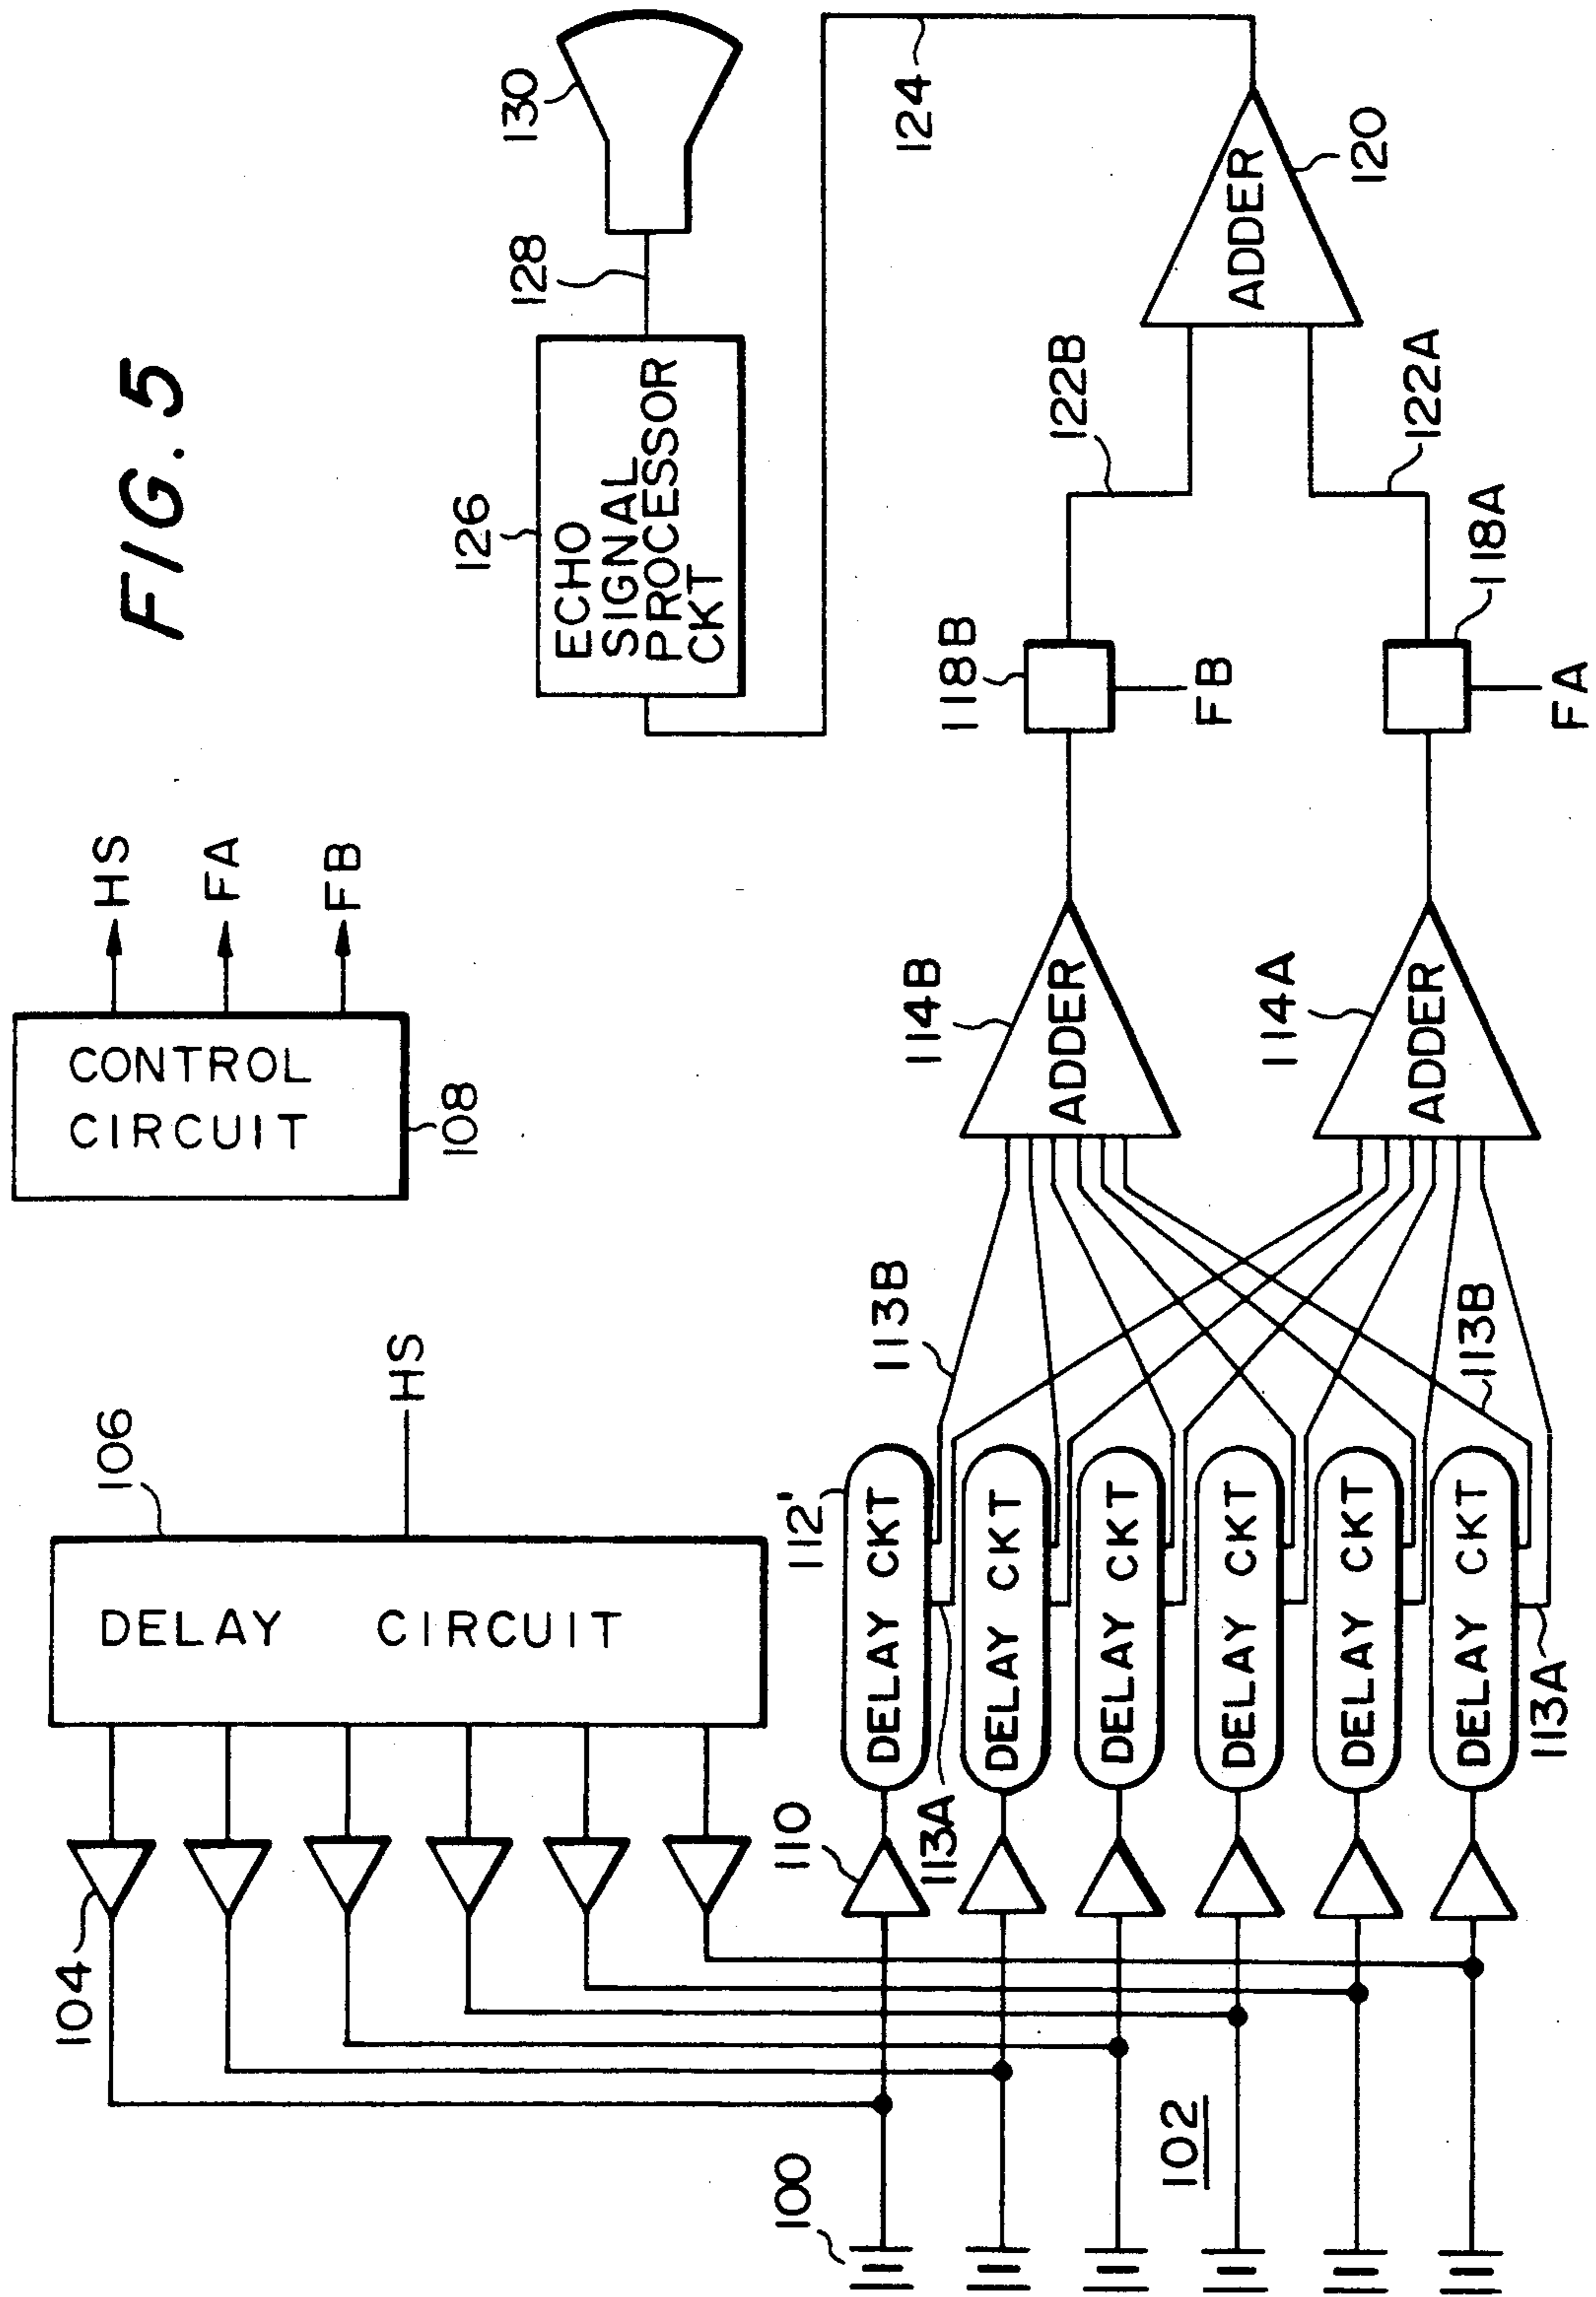 FIG. 5
CONTROL
CIRCUIT
108
HS
FA
FB
106
HS
DELAY CIRCUIT
104
126
ECHO
SIGNAL
PROCESSOR
CKT
128
130
124
100
102
110
112'
DELAY CKT
DELAY CKT
DELAY CKT
DELAY CKT
DELAY CKT
DELAY CKT
113A
113B
113A
113B
114B
ADDER
114A
ADDER
118B
FB
118A
FA
122B
122A
ADDER
120